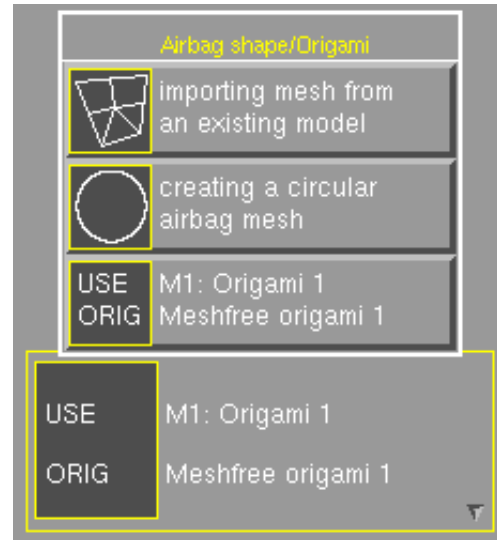 Airbag shape/Origami
importing mesh from
an existing model
creating a circular
airbag mesh
USE M1: Origami 1
ORIG Meshfree origami 1
USE M1: Origami 1
ORIG Meshfree origami 1